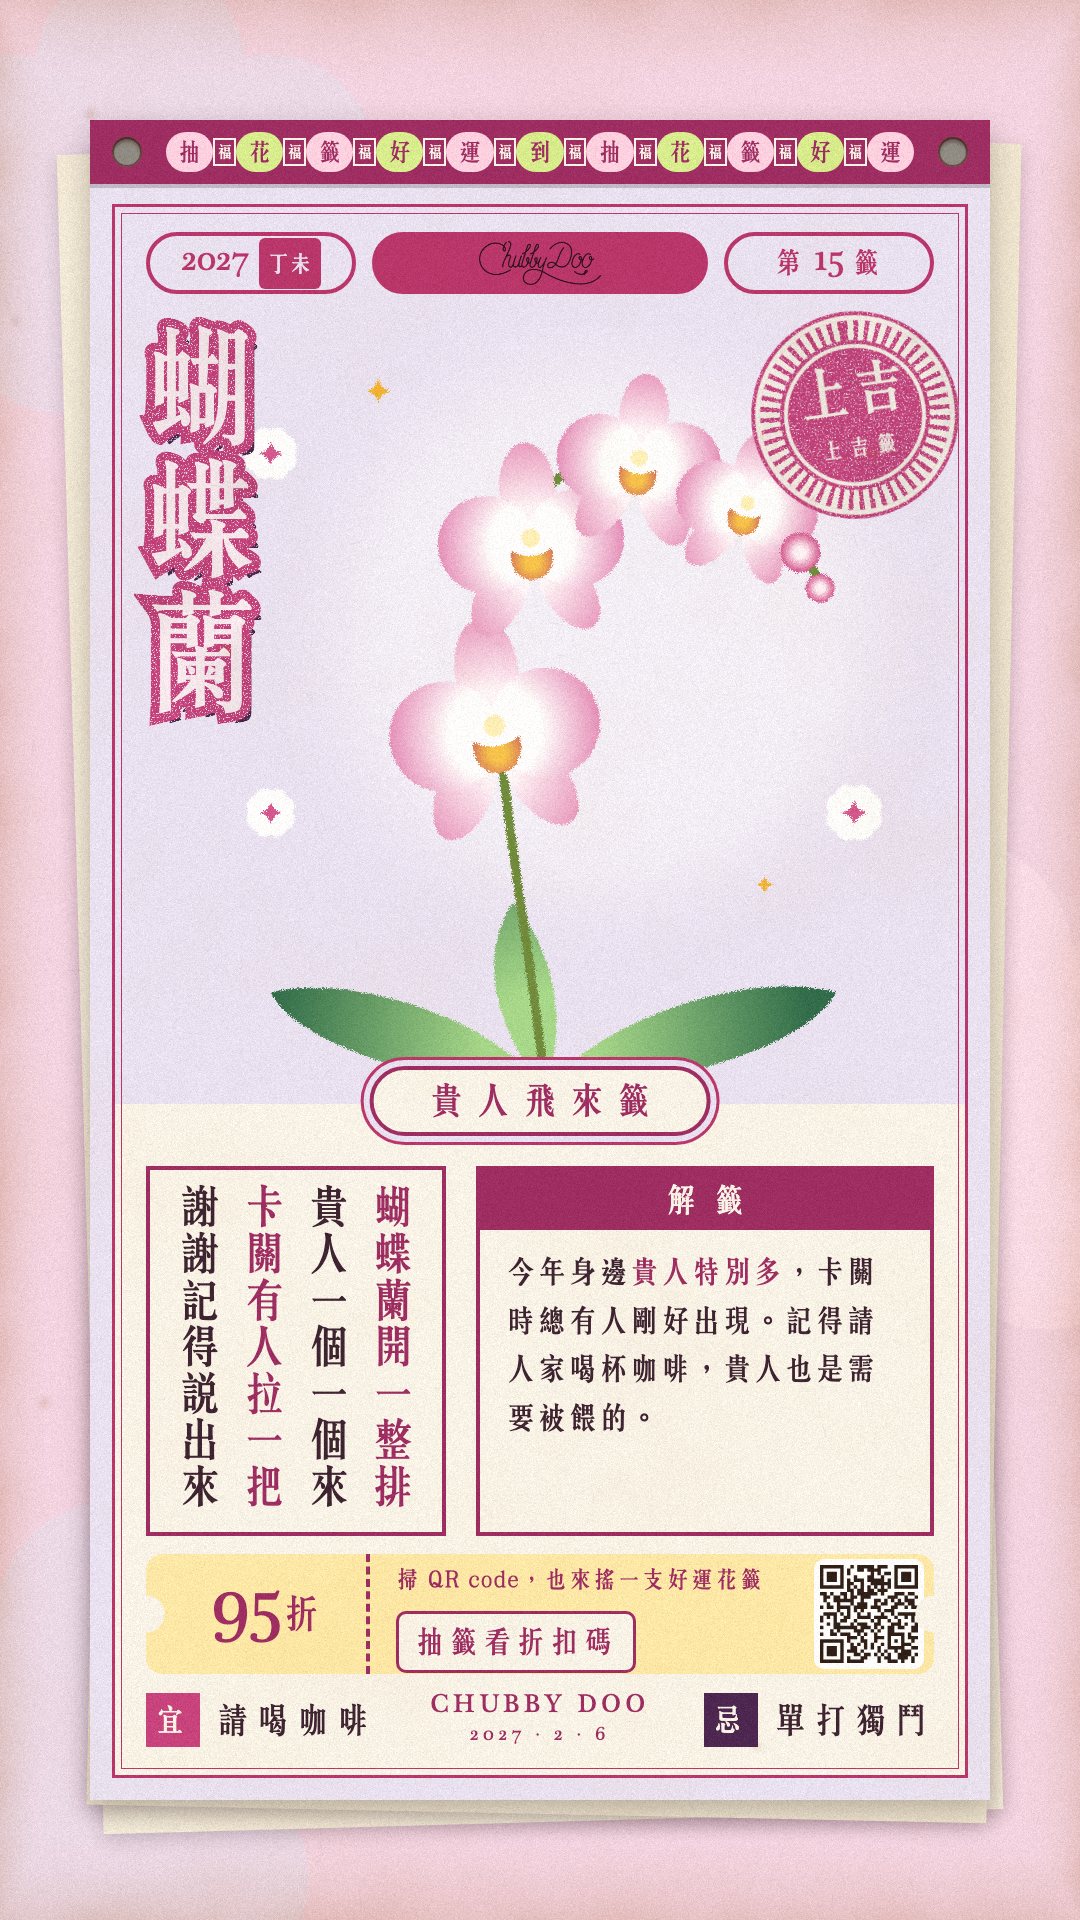 抽福花福籤福好福運福到福抽福花福籤福好福運
2027 丁未
Chubby Doo
第 15 籤
蝴蝶蘭
上吉
上吉籤
貴人飛來籤
蝴蝶蘭開一整排
貴人一個一個來
卡關有人拉一把
謝謝記得説出來
解籤
今年身邊貴人特別多，卡關
時總有人剛好出現。記得請
人家喝杯咖啡，貴人也是需
要被餵的。
95折
掃 QR code，也來搖一支好運花籤
抽籤看折扣碼
宜 請喝咖啡
CHUBBY DOO
2027 · 2 · 6
忌 單打獨鬥